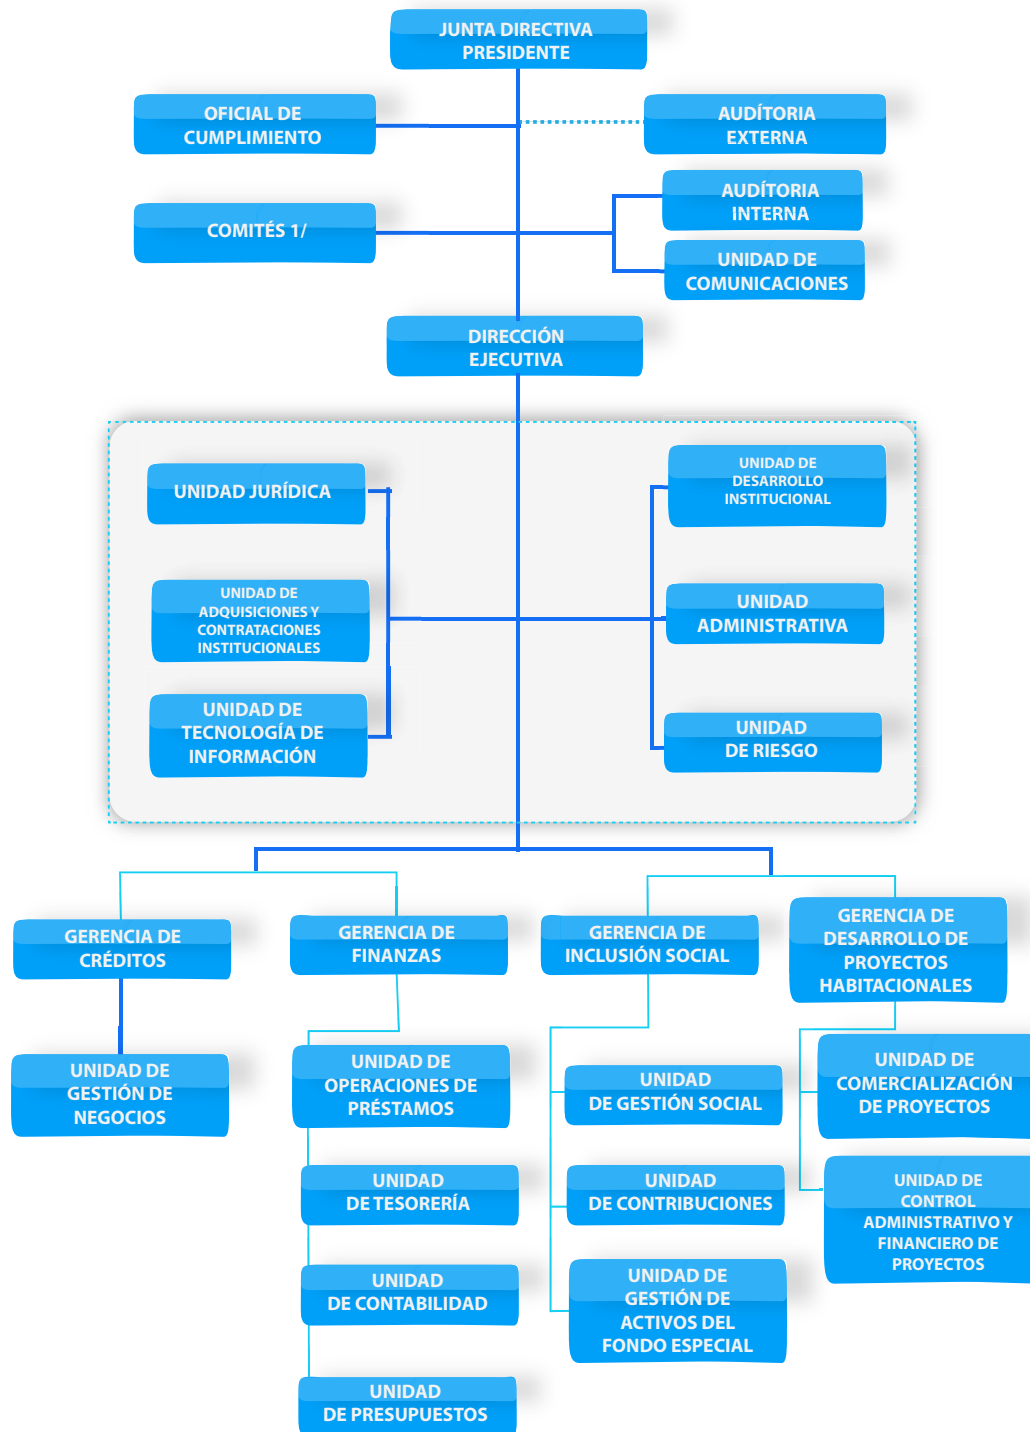 JUNTA DIRECTIVA
PRESIDENTE
OFICIAL DE
CUMPLIMIENTO
AUDÍTORIA
EXTERNA
AUDÍTORIA
INTERNA
COMITÉS 1/
UNIDAD DE
COMUNICACIONES
DIRECCIÓN
EJECUTIVA
UNIDAD JURÍDICA
UNIDAD DE
DESARROLLO
INSTITUCIONAL
UNIDAD DE
ADQUISICIONES Y
CONTRATACIONES
INSTITUCIONALES
UNIDAD
ADMINISTRATIVA
UNIDAD DE
TECNOLOGÍA DE
INFORMACIÓN
UNIDAD
DE RIESGO
GERENCIA DE
CRÉDITOS
GERENCIA DE
FINANZAS
GERENCIA DE
INCLUSIÓN SOCIAL
GERENCIA DE
DESARROLLO DE
PROYECTOS
HABITACIONALES
UNIDAD DE
GESTIÓN DE
NEGOCIOS
UNIDAD DE
OPERACIONES DE
PRÉSTAMOS
UNIDAD
DE GESTIÓN SOCIAL
UNIDAD DE
COMERCIALIZACIÓN
DE PROYECTOS
UNIDAD
DE TESORERÍA
UNIDAD
DE CONTRIBUCIONES
UNIDAD DE
CONTROL
ADMINISTRATIVO Y
FINANCIERO DE
PROYECTOS
UNIDAD
DE CONTABILIDAD
UNIDAD DE
GESTIÓN DE
ACTIVOS DEL
FONDO ESPECIAL
UNIDAD
DE PRESUPUESTOS